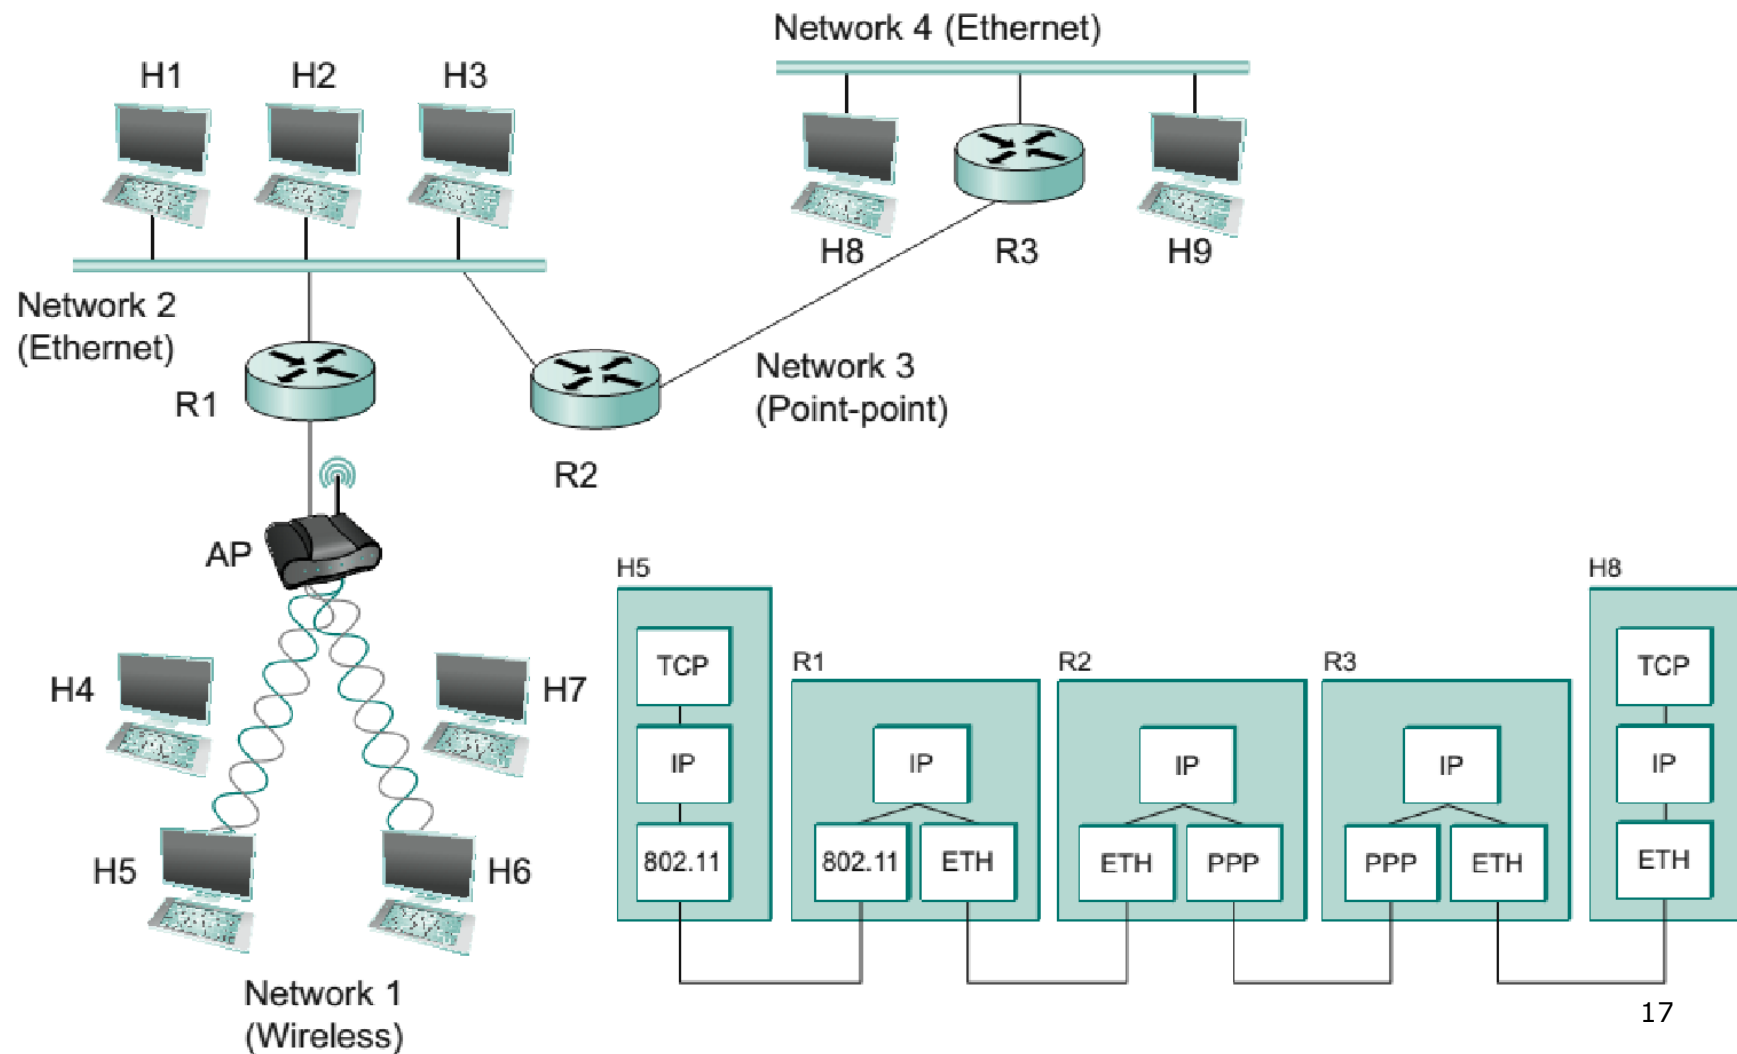 Network 4 (Ethernet)
H1
H2
H3
H8
R3
H9
Network 2
(Ethernet)
R1
R2
Network 3
(Point-point)
AP
H4
H7
H5
H6
Network 1
(Wireless)
H5
TCP
IP
802.11
R1
IP
802.11
ETH
R2
IP
ETH
PPP
R3
IP
PPP
ETH
H8
TCP
IP
ETH
17